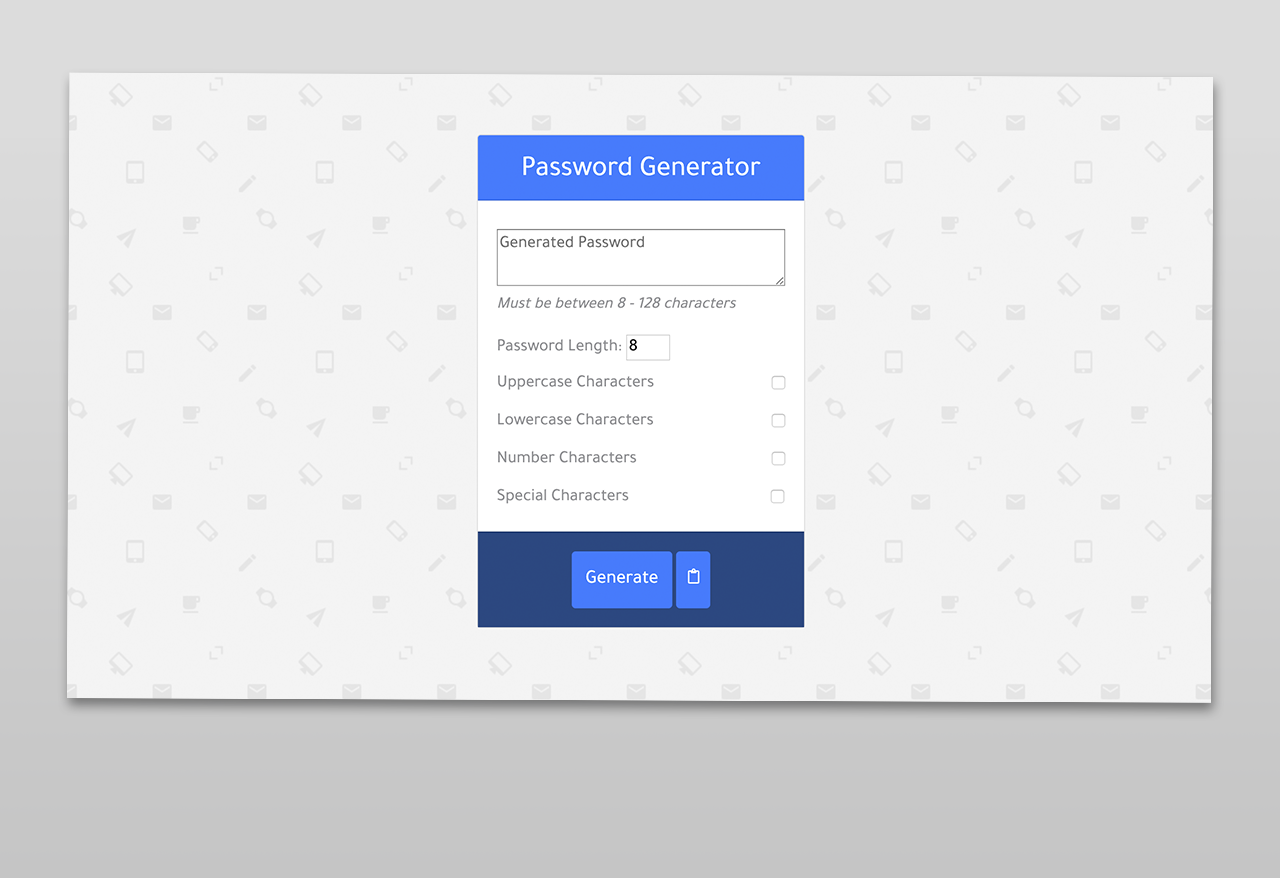 Password Generator
Generated Password
Must be between 8 - 128 characters
Password Length: 8
Uppercase Characters
Lowercase Characters
Number Characters
Special Characters
Generate